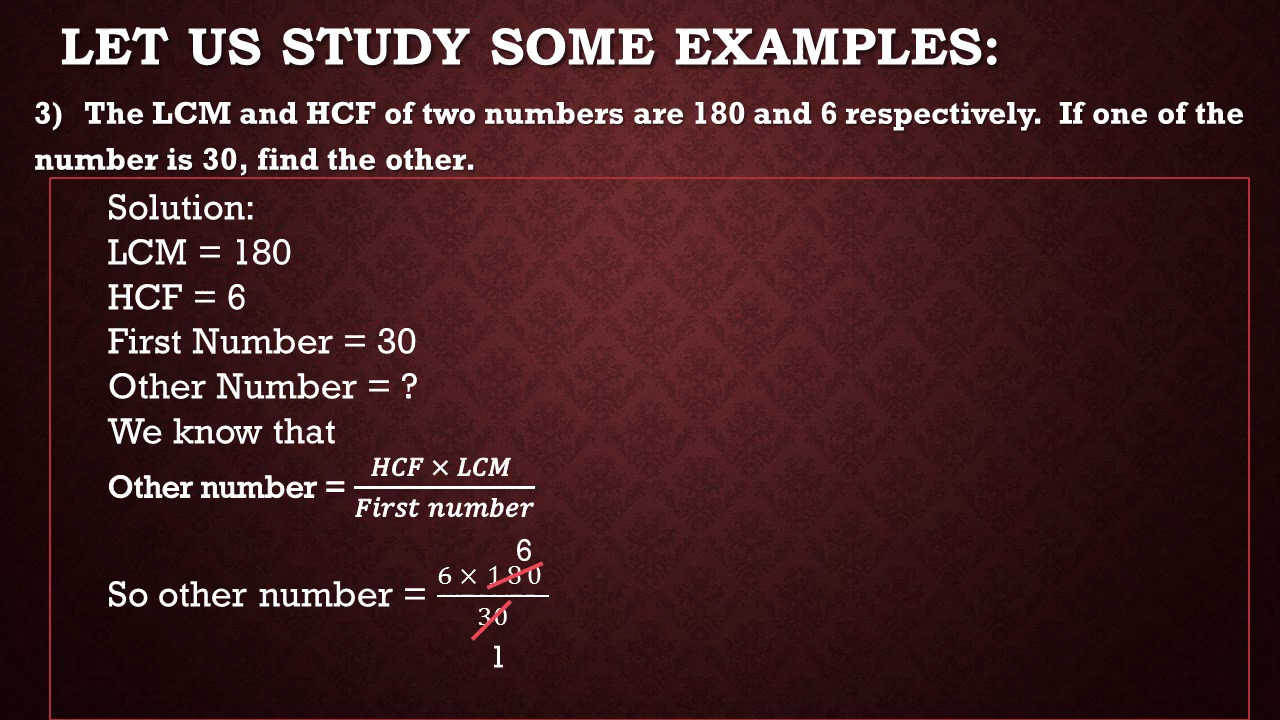 LET US STUDY SOME EXAMPLES:
3) The LCM and HCF of two numbers are 180 and 6 respectively. If one of the
number is 30, find the other.
Solution:
LCM = 180
HCF = 6
First Number = 30
Other Number = ?
We know that
HCF × LCM
Other number =
First number
6
6 × 180
So other number =
30
1